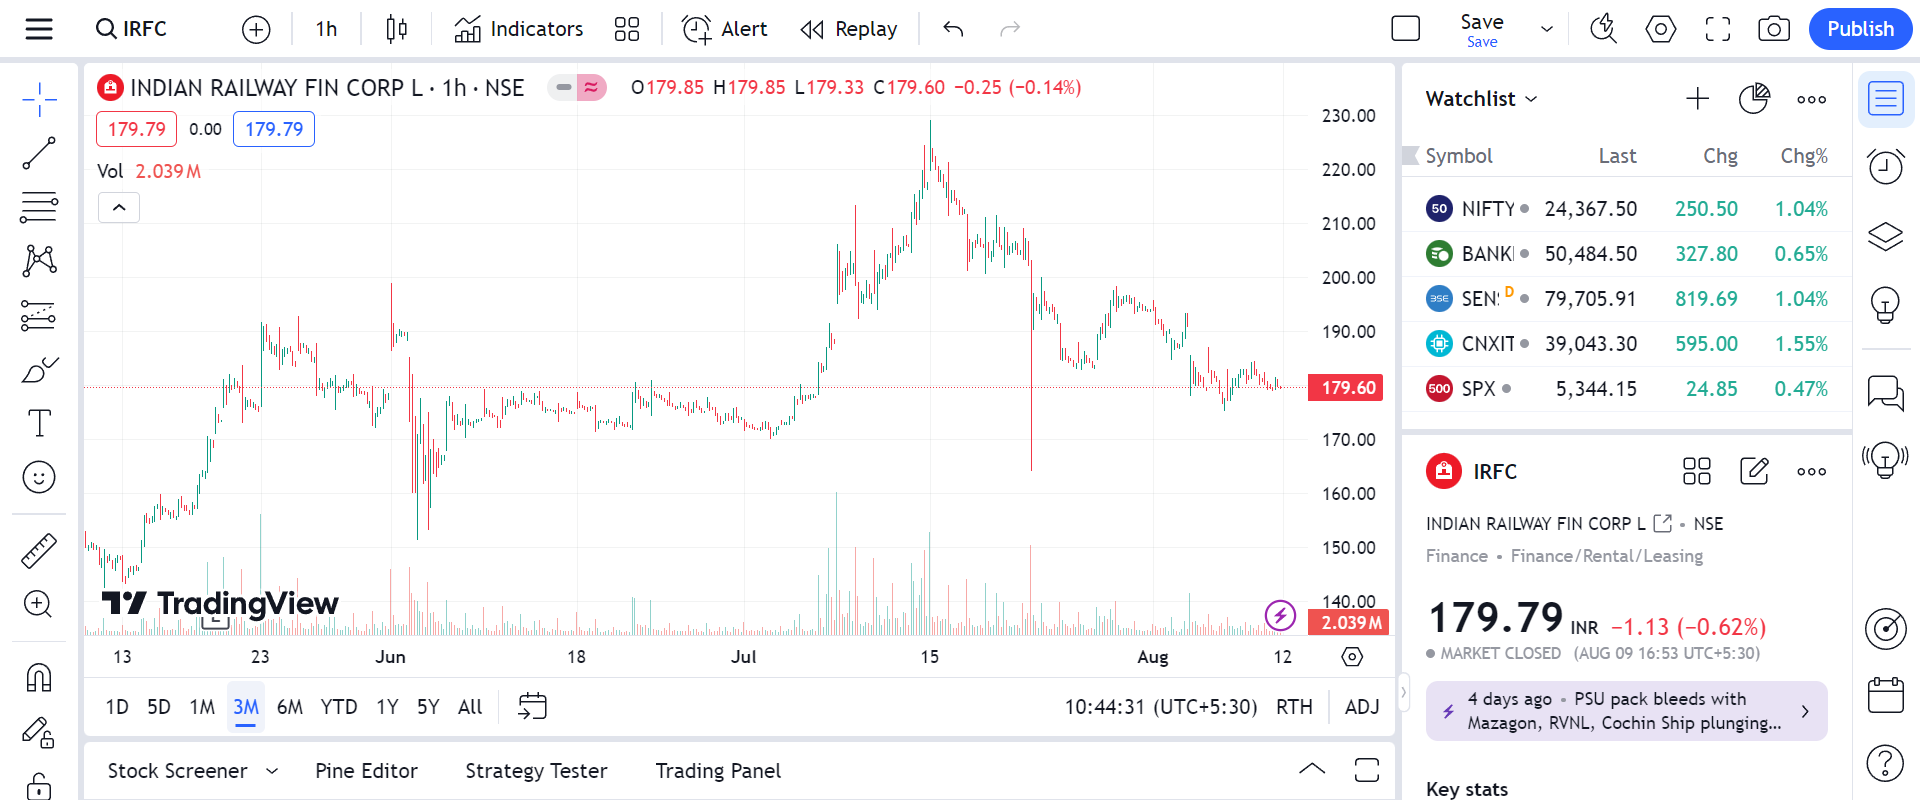 IRFC
1h
Indicators
Alert
Replay
Save
Save
Publish
INDIAN RAILWAY FIN CORP L · 1h · NSE
O179.85 H179.85 L179.33 C179.60 −0.25 (−0.14%)
179.79 0.00 179.79
Vol 2.039M
230.00
220.00
210.00
200.00
190.00
179.60
170.00
160.00
150.00
140.00
2.039M
TradingView
13 23 Jun 18 Jul 15 Aug 12
1D 5D 1M 3M 6M YTD 1Y 5Y All
10:44:31 (UTC+5:30) RTH ADJ
Stock Screener Pine Editor Strategy Tester Trading Panel
Watchlist
Symbol Last Chg Chg%
50 NIFTY 24,367.50 250.50 1.04%
BANK 50,484.50 327.80 0.65%
BSE SEN D 79,705.91 819.69 1.04%
CNXIT 39,043.30 595.00 1.55%
500 SPX 5,344.15 24.85 0.47%
IRFC
INDIAN RAILWAY FIN CORP L • NSE
Finance • Finance/Rental/Leasing
179.79 INR −1.13 (−0.62%)
MARKET CLOSED (AUG 09 16:53 UTC+5:30)
4 days ago • PSU pack bleeds with
Mazagon, RVNL, Cochin Ship plunging...
Key stats